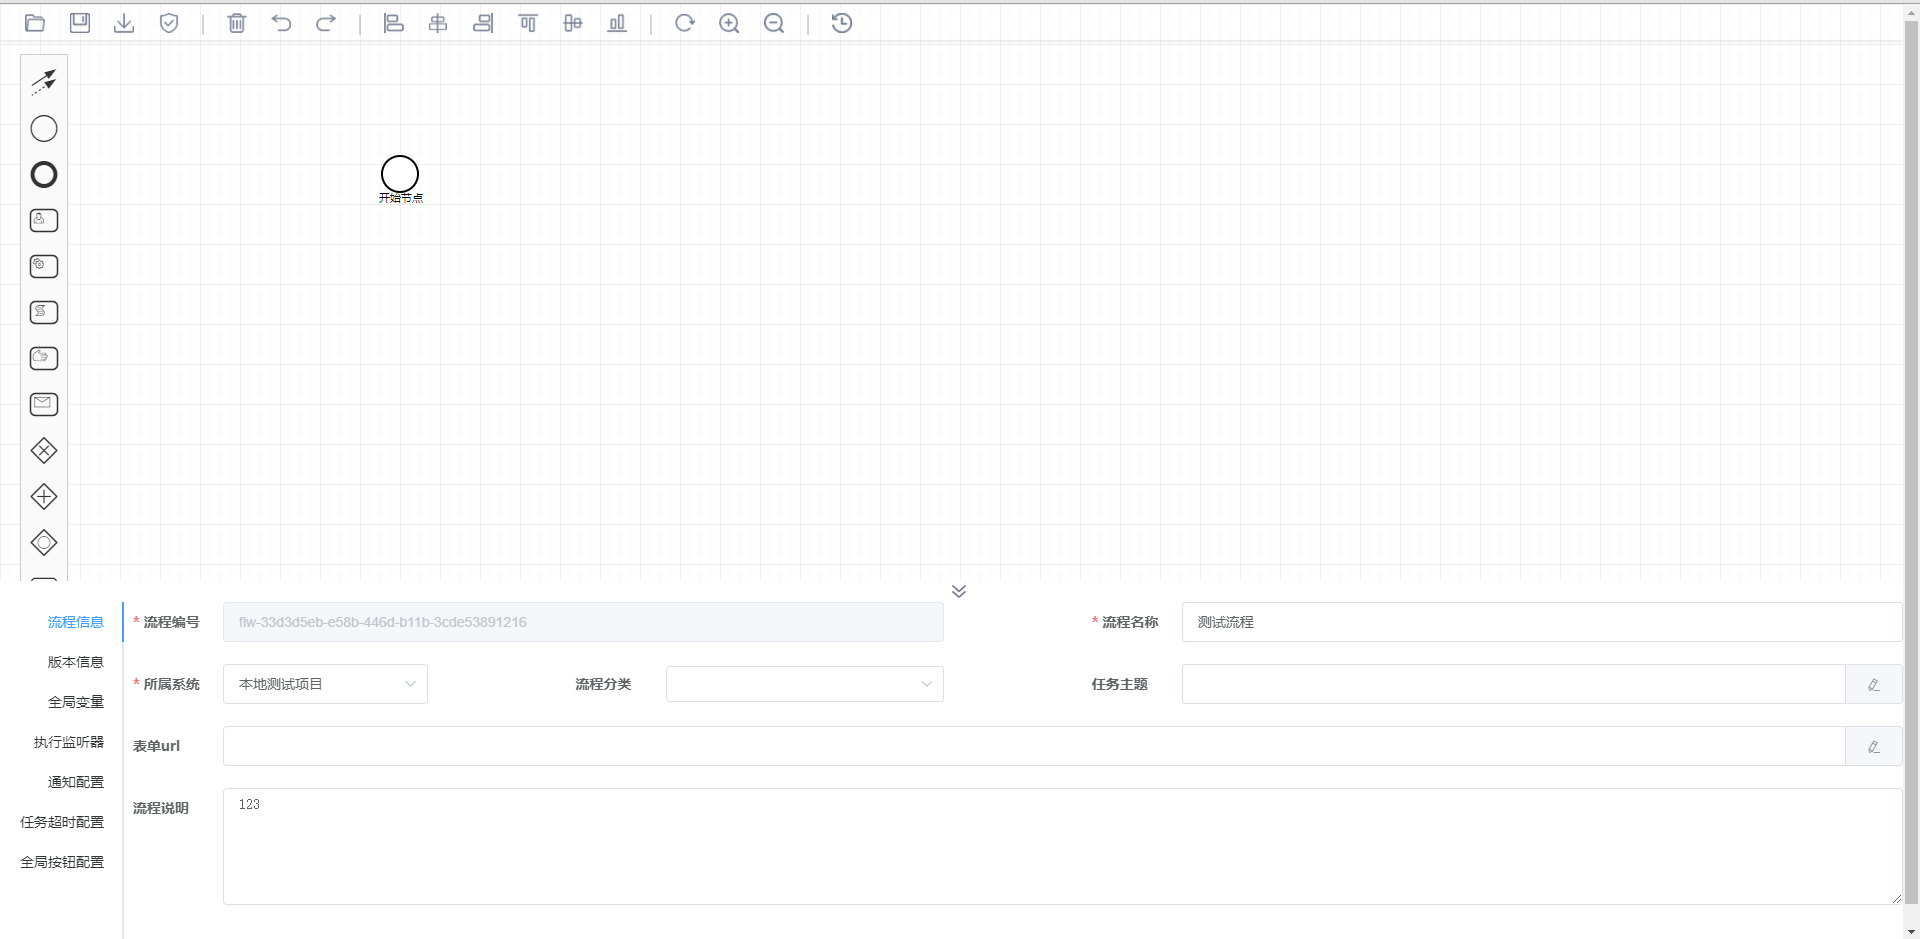 开始节点
流程信息
版本信息
全局变量
执行监听器
通知配置
任务超时配置
全局按钮配置
* 流程编号 flw-33d3d5eb-e58b-446d-b11b-3cde53891216 * 流程名称 测试流程
* 所属系统 本地测试项目 流程分类 任务主题
表单url
流程说明 123